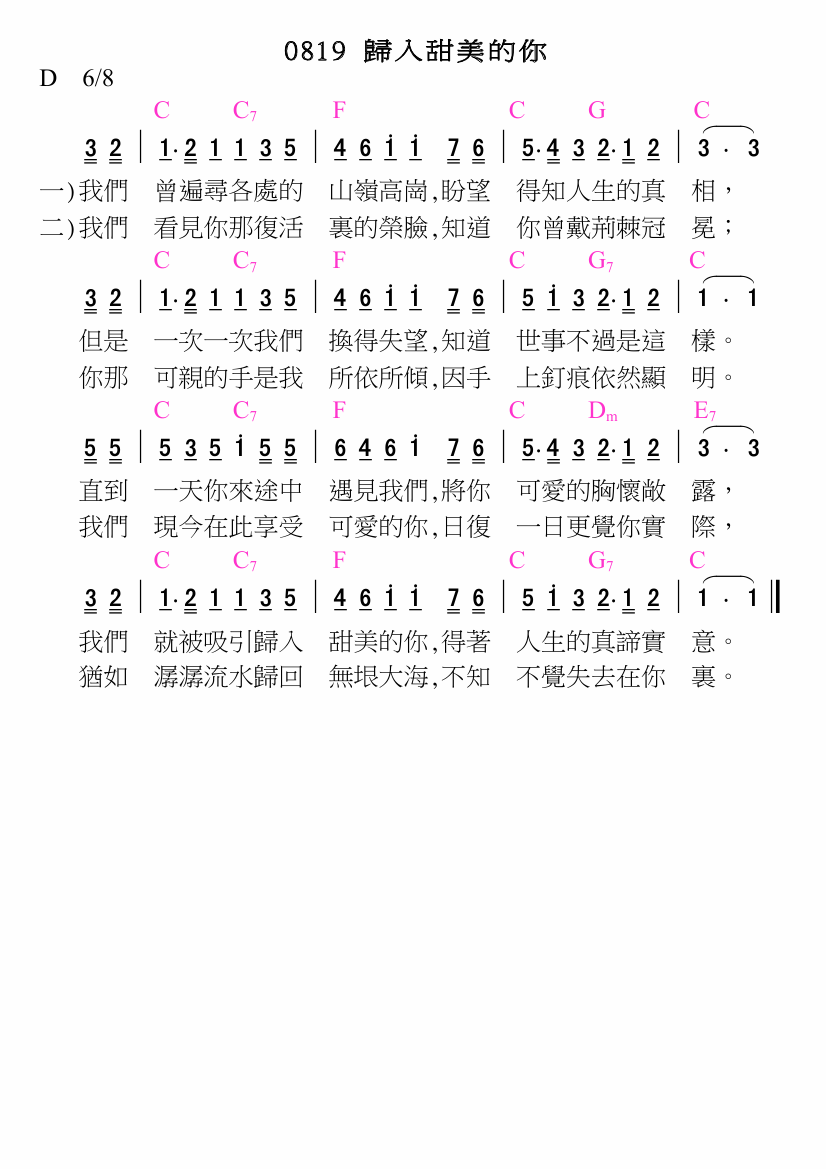 0819 歸入甜美的你
D 6/8
C C7 F C G C
3 2 | 1·2 1 1 3 5 | 4 6 i i 7 6 | 5·4 3 2·1 2 | 3 · 3
一)我們 曾遍尋各處的 山嶺高崗,盼望 得知人生的真 相，
二)我們 看見你那復活 裏的榮臉,知道 你曾戴荊棘冠 冕；
C C7 F C G7 C
3 2 | 1·2 1 1 3 5 | 4 6 i i 7 6 | 5 i 3 2·1 2 | 1 · 1
但是 一次一次我們 換得失望,知道 世事不過是這 樣。
你那 可親的手是我 所依所傾,因手 上釘痕依然顯 明。
C C7 F C Dm E7
5 5 | 5 3 5 i 5 5 | 6 4 6 i 7 6 | 5·4 3 2·1 2 | 3 · 3
直到 一天你來途中 遇見我們,將你 可愛的胸懷敞 露，
我們 現今在此享受 可愛的你,日復 一日更覺你實 際，
C C7 F C G7 C
3 2 | 1·2 1 1 3 5 | 4 6 i i 7 6 | 5 i 3 2·1 2 | 1 · 1 ||
我們 就被吸引歸入 甜美的你,得著 人生的真諦實 意。
猶如 潺潺流水歸回 無垠大海,不知 不覺失去在你 裏。